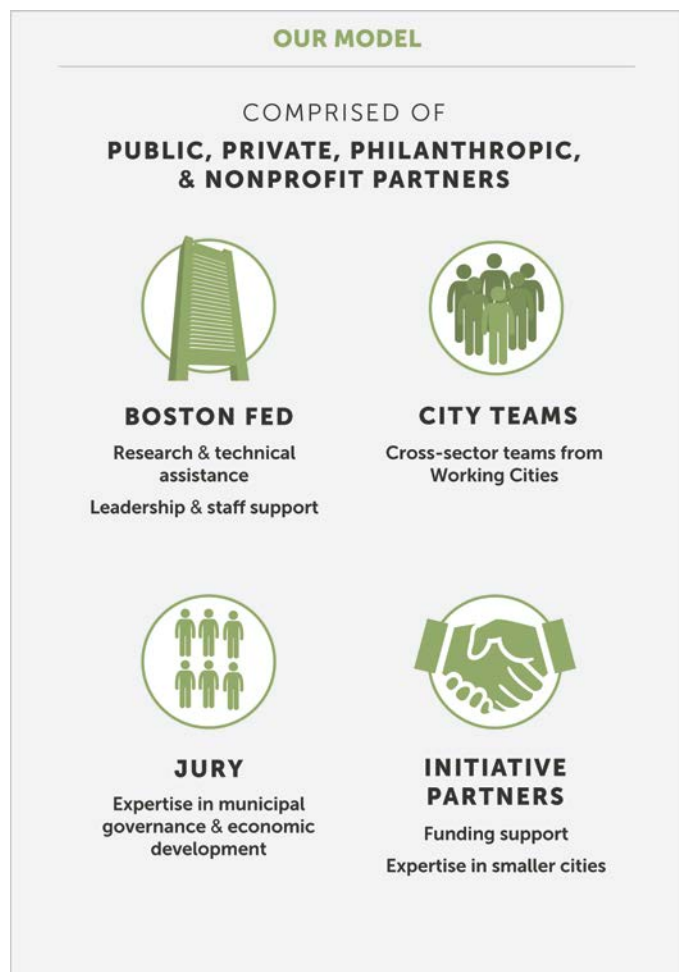 OUR MODEL
COMPRISED OF
PUBLIC, PRIVATE, PHILANTHROPIC,
& NONPROFIT PARTNERS
BOSTON FED
Research & technical
assistance
Leadership & staff support
CITY TEAMS
Cross-sector teams from
Working Cities
JURY
Expertise in municipal
governance & economic
development
INITIATIVE
PARTNERS
Funding support
Expertise in smaller cities